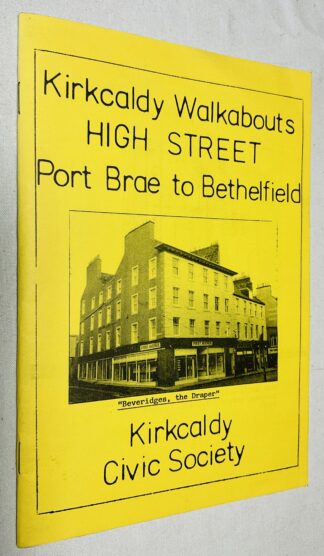 Kirkcaldy Walkabouts
HIGH STREET
Port Brae to Bethelfield
"Beveridges, the Draper"
Kirkcaldy
Civic Society